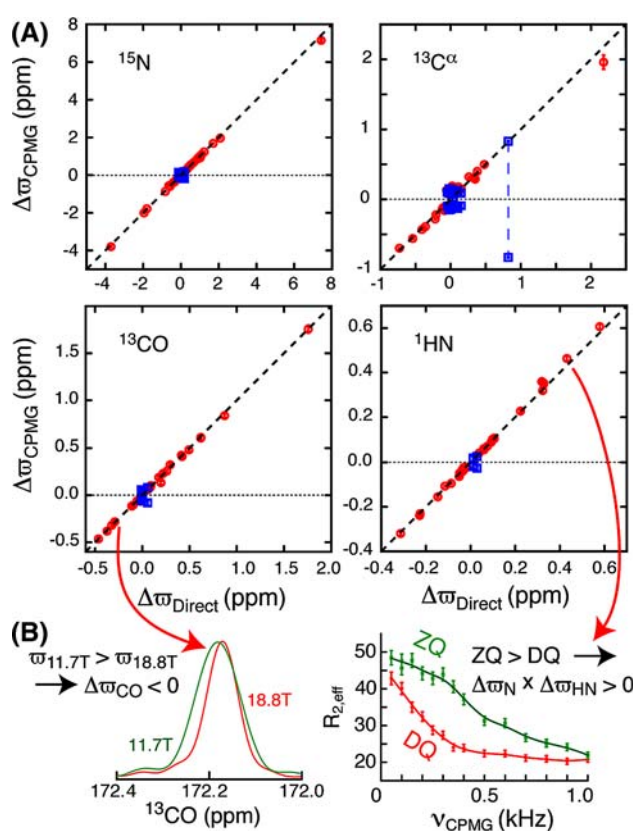 (A)
¹⁵N
¹³Cᵅ
Δϖ_CPMG (ppm)
8
6
4
2
0
-2
-4
-4 -2 0 2 4 6 8
2
1
0
-1
-1 0 1 2
¹³CO
¹HN
Δϖ_CPMG (ppm)
1.5
1.0
0.5
0.0
-0.5
-0.5 0.0 0.5 1.0 1.5 2.0
0.6
0.4
0.2
0.0
-0.2
-0.4
-0.4 -0.2 0.0 0.2 0.4 0.6
Δϖ_Direct (ppm)
Δϖ_Direct (ppm)
(B)
ϖ_11.7T > ϖ_18.8T
→ Δϖ_CO < 0
18.8T
11.7T
172.4 172.2 172.0
¹³CO (ppm)
R_2,eff
50
40
30
20
ZQ
DQ
ZQ > DQ →
Δϖ_N x Δϖ_HN > 0
0.0 0.5 1.0
ν_CPMG (kHz)